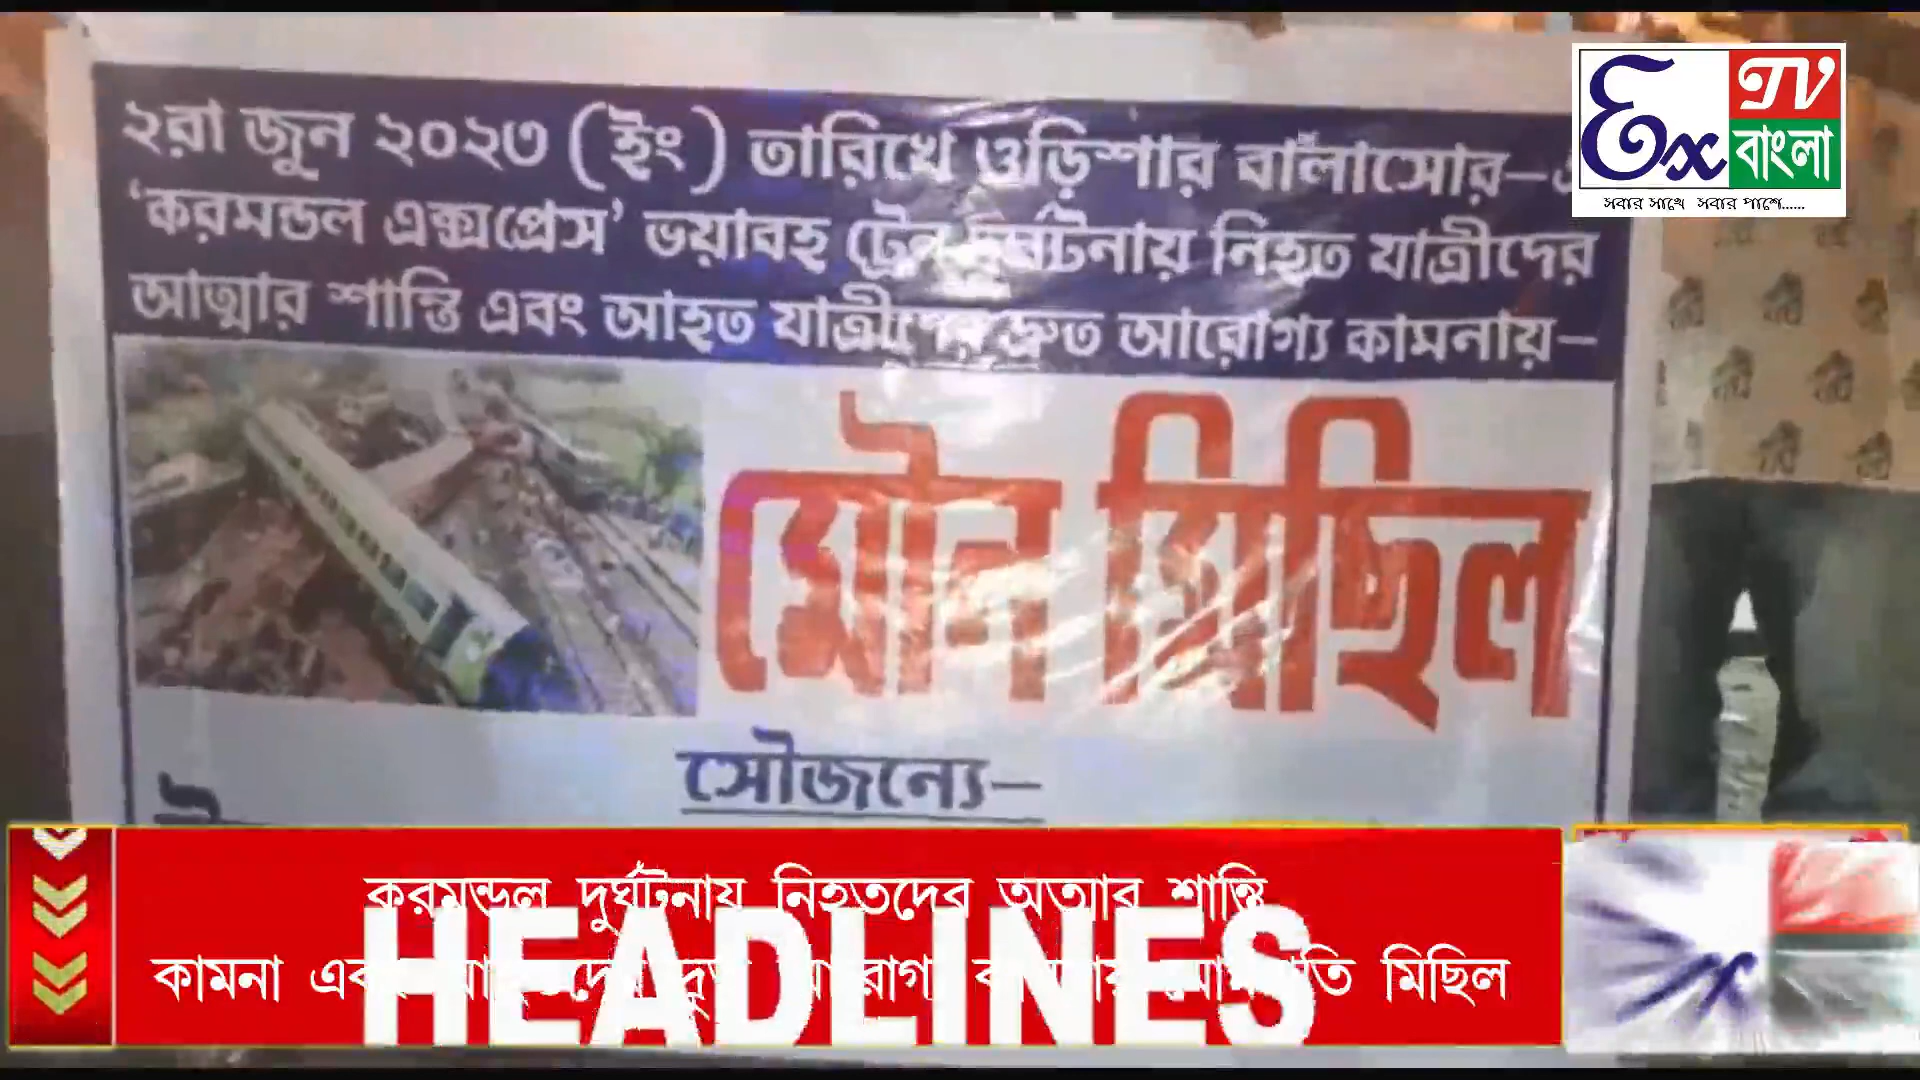 ২রা জুন ২০২৩ (ইং) তারিখে ওড়িশার বালাসোর–এ
‘করমন্ডল এক্সপ্রেস’ ভয়াবহ ট্রেন দুর্ঘটনায় নিহত যাত্রীদের
আত্মার শান্তি এবং আহত যাত্রীদের দ্রুত আরোগ্য কামনায়–
মৌন মিছিল
সৌজন্যে–
Ex TV বাংলা
সবার সাথে সবার পাশে......
করমন্ডল দুর্ঘটনায় নিহতদের অত্মার শান্তি
কামনা মিছিল
HEADLINES